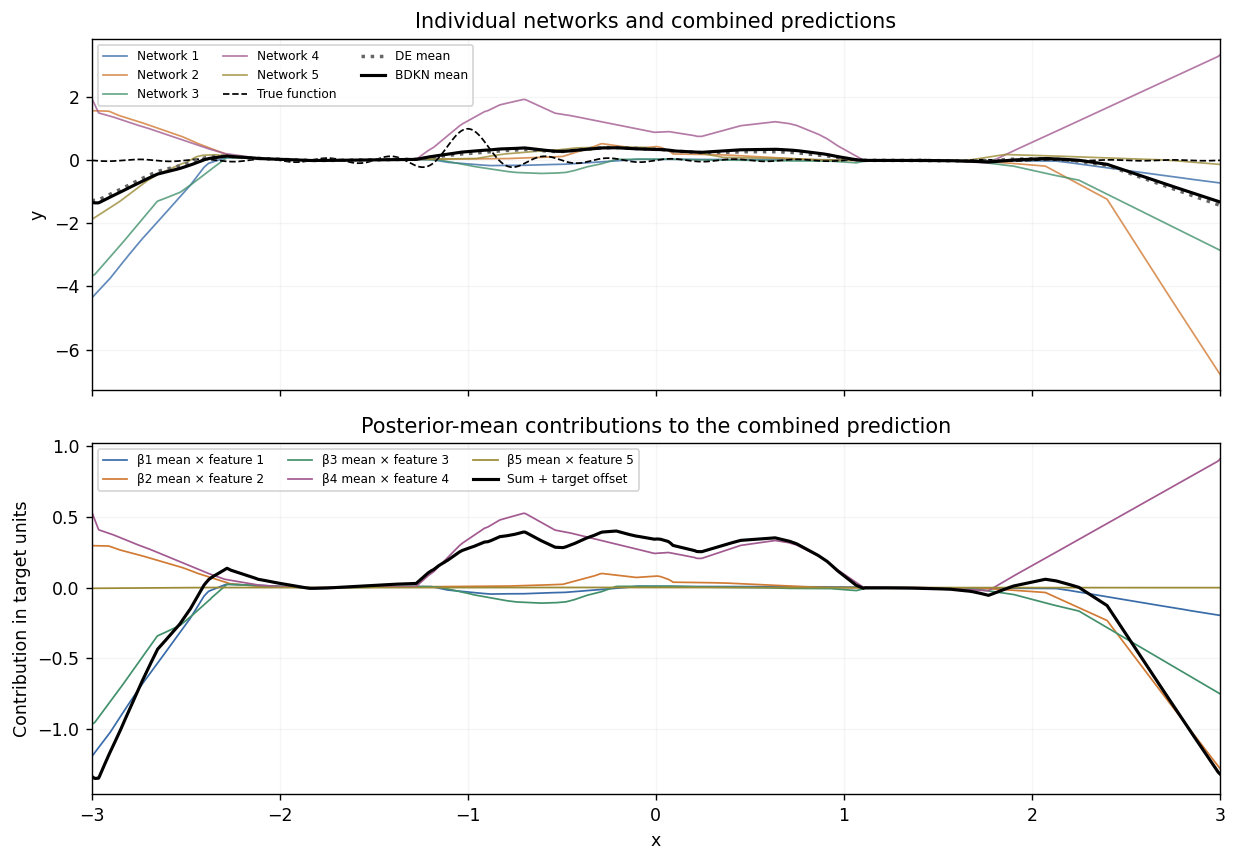 Individual networks and combined predictions
Network 1
Network 2
Network 3
Network 4
Network 5
True function
DE mean
BDKN mean
2
0
−2
−4
−6
y
Posterior-mean contributions to the combined prediction
β1 mean × feature 1
β2 mean × feature 2
β3 mean × feature 3
β4 mean × feature 4
β5 mean × feature 5
Sum + target offset
1.0
0.5
0.0
−0.5
−1.0
Contribution in target units
−3
−2
−1
0
1
2
3
x